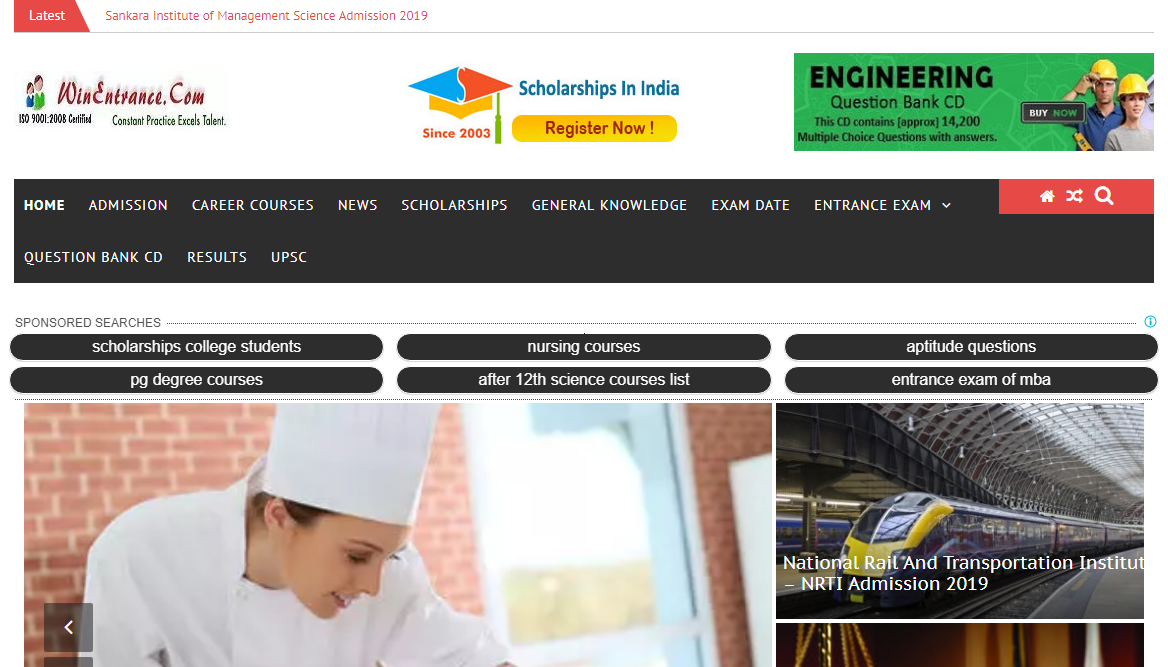 Latest
Sankara Institute of Management Science Admission 2019
WinEntrance.Com
ISO 9001:2008 Certified
Constant Practice Excels Talent.
Scholarships In India
Since 2003
Register Now !
ENGINEERING
Question Bank CD
This CD contains [approx] 14,200
Multiple Choice Questions with answers.
BUY NOW
HOME ADMISSION CAREER COURSES NEWS SCHOLARSHIPS GENERAL KNOWLEDGE EXAM DATE ENTRANCE EXAM
QUESTION BANK CD RESULTS UPSC
SPONSORED SEARCHES
scholarships college students nursing courses aptitude questions
pg degree courses after 12th science courses list entrance exam of mba
National Rail And Transportation Institut
– NRTI Admission 2019